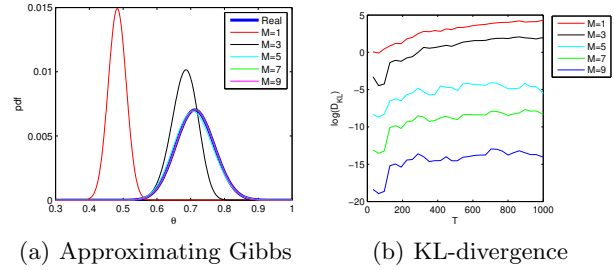 0.015
0.01
0.005
0
pdf
0.3 0.4 0.5 0.6 0.7 0.8 0.9 1
θ
Real
M=1
M=3
M=5
M=7
M=9
(a) Approximating Gibbs
5
0
−5
−10
−15
−20
log(D_KL)
0 200 400 600 800 1000
T
M=1
M=3
M=5
M=7
M=9
(b) KL-divergence